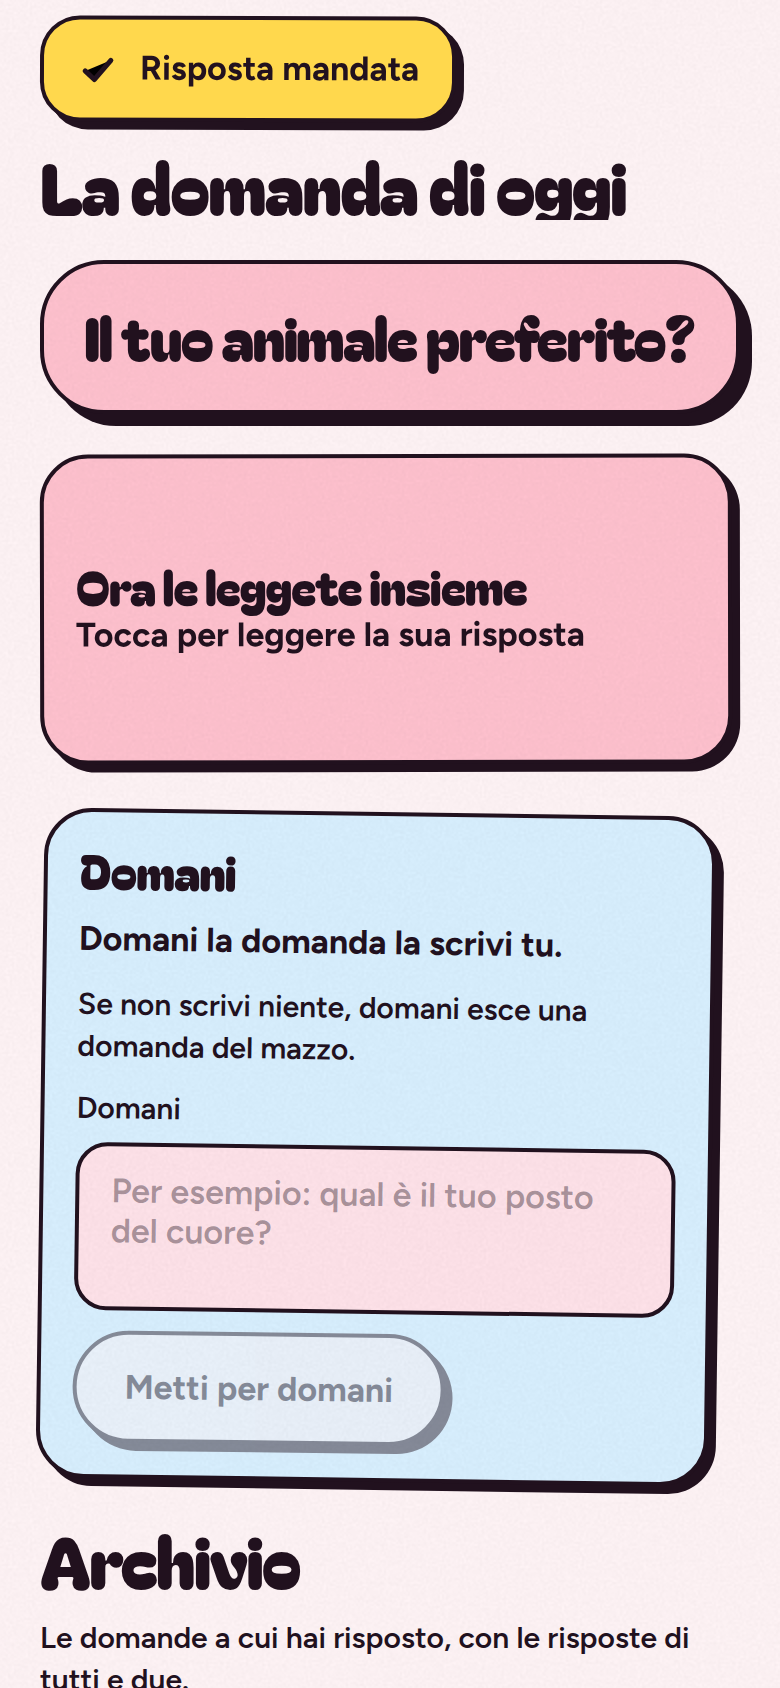 Risposta mandata
La domanda di oggi
Il tuo animale preferito?
Ora le leggete insieme
Tocca per leggere la sua risposta
Domani
Domani la domanda la scrivi tu.
Se non scrivi niente, domani esce una
domanda del mazzo.
Domani
Per esempio: qual è il tuo posto
del cuore?
Metti per domani
Archivio
Le domande a cui hai risposto, con le risposte di
tutti e due.